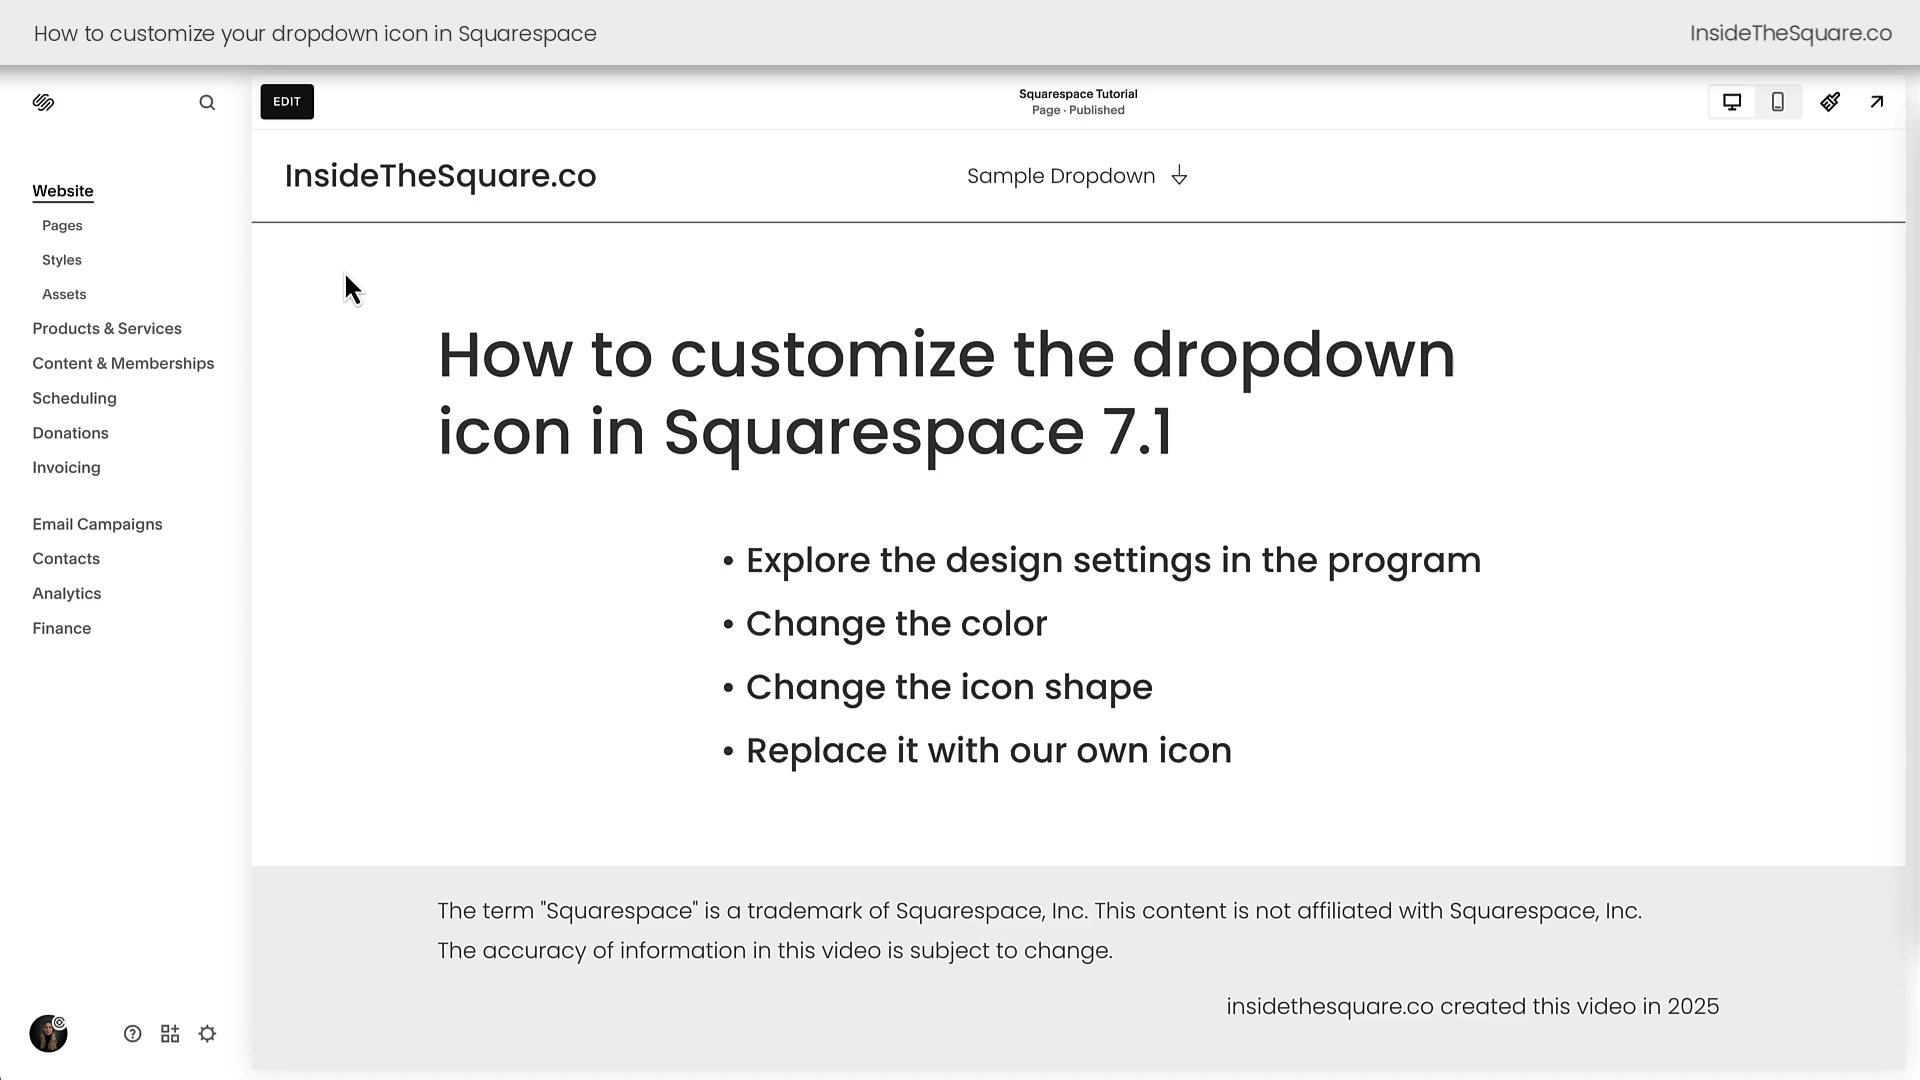 How to customize your dropdown icon in Squarespace
InsideTheSquare.co
EDIT
Squarespace Tutorial
Page · Published
InsideTheSquare.co
Sample Dropdown
Website
Pages
Styles
Assets
Products & Services
Content & Memberships
Scheduling
Donations
Invoicing
Email Campaigns
Contacts
Analytics
Finance
How to customize the dropdown
icon in Squarespace 7.1
• Explore the design settings in the program
• Change the color
• Change the icon shape
• Replace it with our own icon
The term "Squarespace" is a trademark of Squarespace, Inc. This content is not affiliated with Squarespace, Inc.
The accuracy of information in this video is subject to change.
insidethesquare.co created this video in 2025